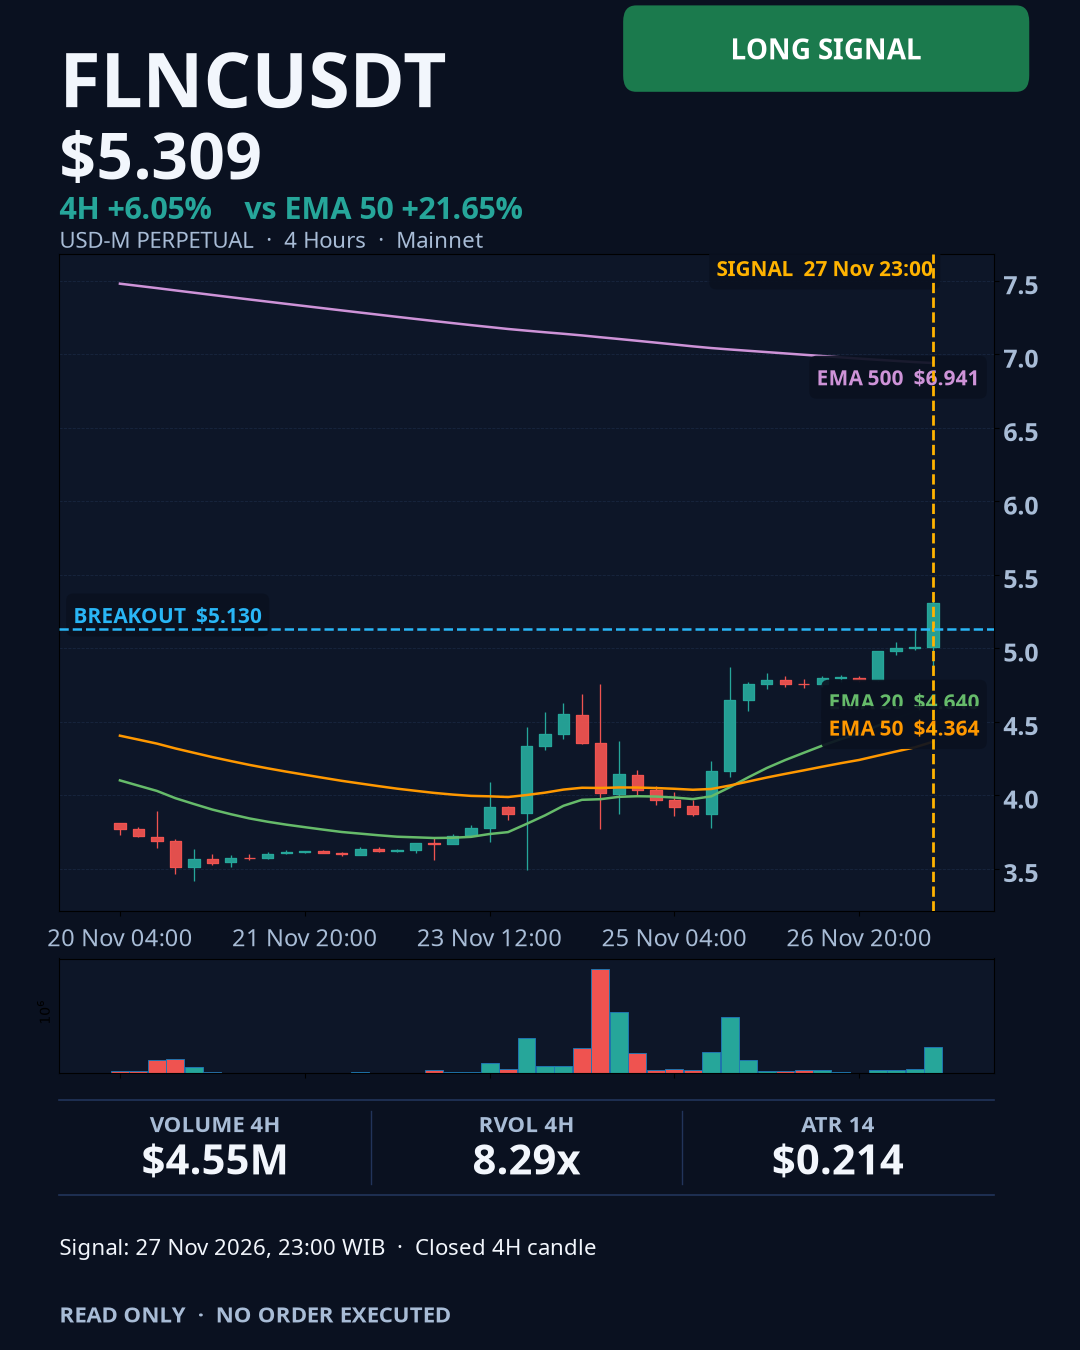 LONG SIGNAL
FLNCUSDT
$5.309
4H +6.05% vs EMA 50 +21.65%
USD-M PERPETUAL · 4 Hours · Mainnet
SIGNAL 27 Nov 23:00
7.5
7.0
EMA 500 $6.941
6.5
6.0
5.5
BREAKOUT $5.130
5.0
EMA 20 $4.640
4.5
EMA 50 $4.364
4.0
3.5
20 Nov 04:00 21 Nov 20:00 23 Nov 12:00 25 Nov 04:00 26 Nov 20:00
10⁶
VOLUME 4H RVOL 4H ATR 14
$4.55M 8.29x $0.214
Signal: 27 Nov 2026, 23:00 WIB · Closed 4H candle
READ ONLY · NO ORDER EXECUTED